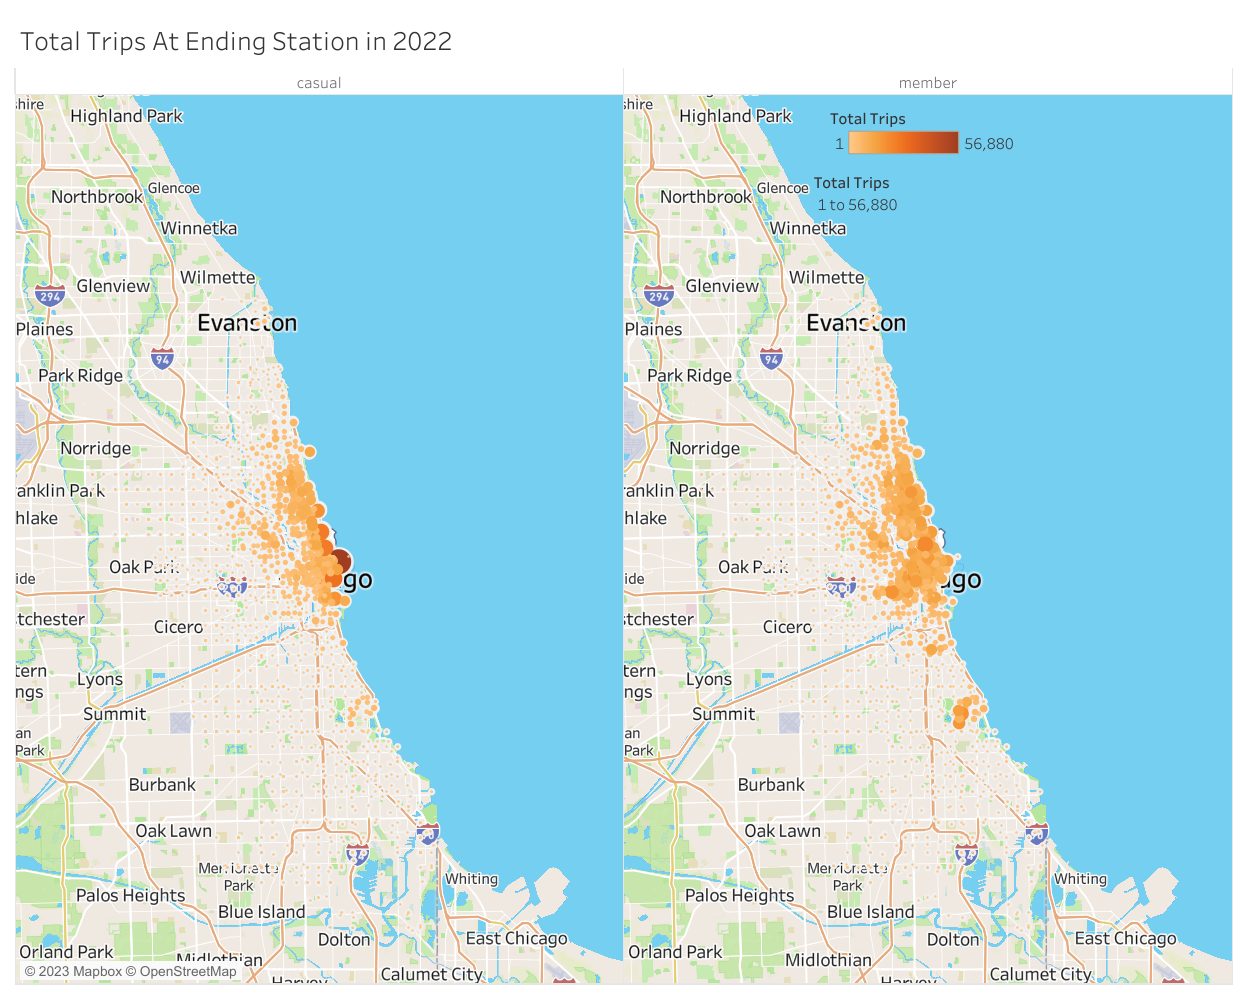 Total Trips At Ending Station in 2022
casual
member
shire
Highland Park
Northbrook
Glencoe
Winnetka
Wilmette
Glenview
294
Plaines
Evanston
94
Park Ridge
Norridge
ranklin Park
hlake
Oak Park
ide
go
tchester
Cicero
tern
ngs
Lyons
Summit
an
Park
Burbank
Oak Lawn
Merrionette
Park
Palos Heights
Whiting
Blue Island
Dolton
East Chicago
Orland Park
Midlothian
Calumet City
Harvey
© 2023 Mapbox © OpenStreetMap
shire
Highland Park
Total Trips
1
56,880
Total Trips
1 to 56,880
Northbrook
Glencoe
Winnetka
Wilmette
Glenview
294
Plaines
Evanston
94
Park Ridge
Norridge
ranklin Park
hlake
Oak Park
ide
ago
tchester
Cicero
tern
ngs
Lyons
Summit
an
Park
Burbank
Oak Lawn
Merrionette
Park
Palos Heights
Whiting
Blue Island
Dolton
East Chicago
Orland Park
Midlothian
Calumet City
Harvey